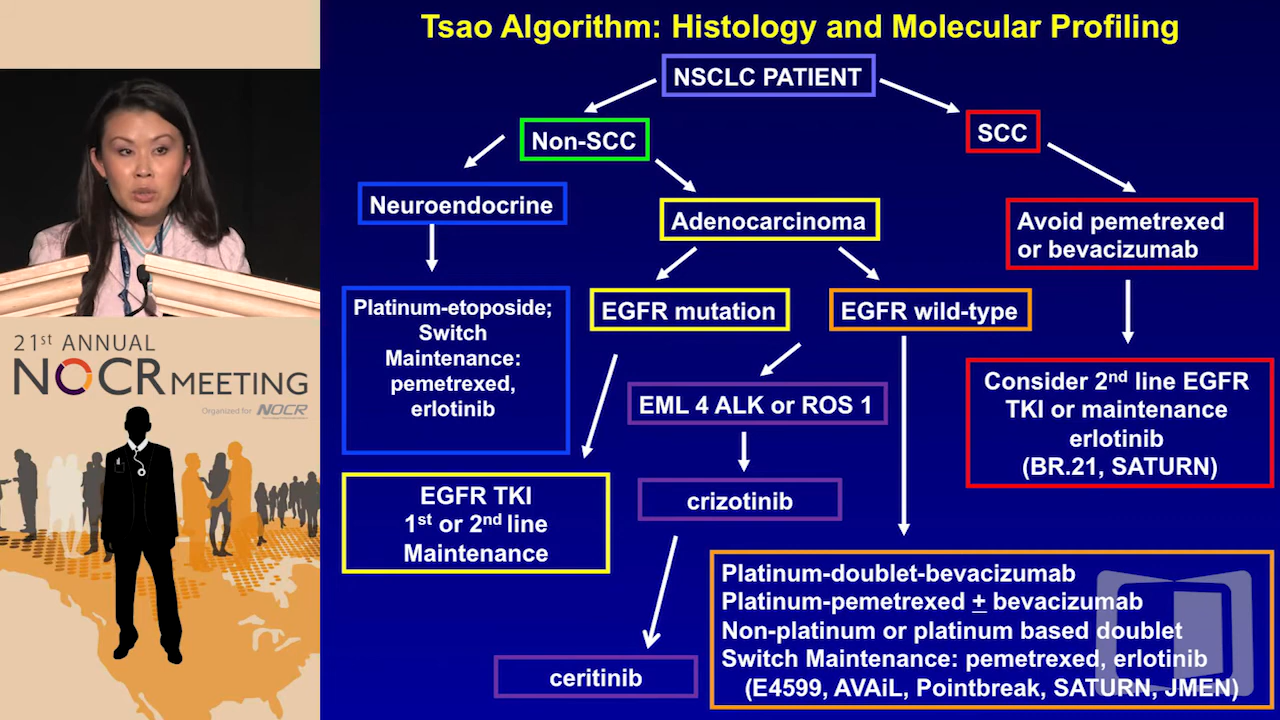 Tsao Algorithm: Histology and Molecular Profiling
NSCLC PATIENT
Non-SCC
SCC
Neuroendocrine
Adenocarcinoma
Avoid pemetrexed
or bevacizumab
Platinum-etoposide;
Switch
Maintenance:
pemetrexed,
erlotinib
EGFR mutation
EGFR wild-type
EML 4 ALK or ROS 1
Consider 2nd line EGFR
TKI or maintenance
erlotinib
(BR.21, SATURN)
EGFR TKI
1st or 2nd line
Maintenance
crizotinib
ceritinib
Platinum-doublet-bevacizumab
Platinum-pemetrexed ± bevacizumab
Non-platinum or platinum based doublet
Switch Maintenance: pemetrexed, erlotinib
(E4599, AVAiL, Pointbreak, SATURN, JMEN)
21st ANNUAL
NOCR MEETING
Organized for NOCR